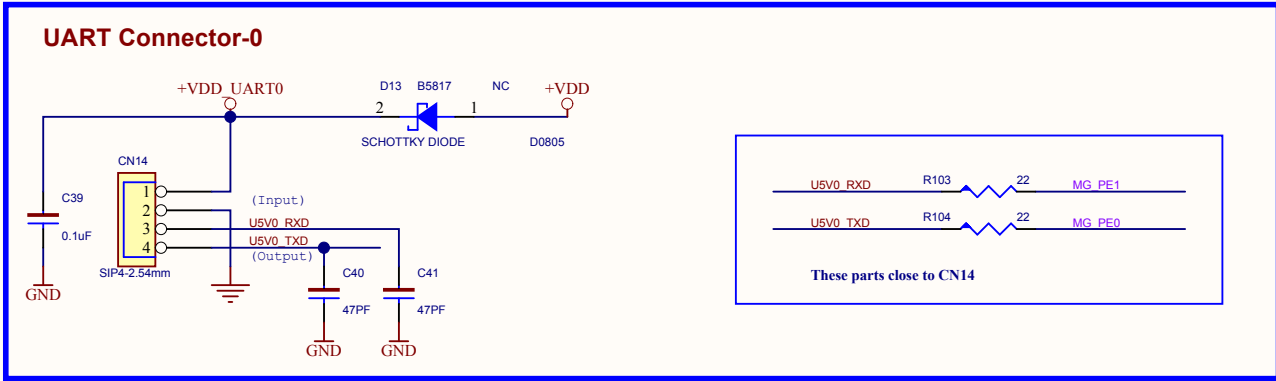 UART Connector-0
+VDD_UART0
D13 B5817 NC +VDD
2 1
SCHOTTKY DIODE D0805
CN14
C39
0.1uF
GND
1
2
3
4
SIP4-2.54mm
(Input)
U5V0_RXD
U5V0_TXD
(Output)
C40 C41
47PF 47PF
GND GND
U5V0_RXD R103 22 MG_PE1
U5V0_TXD R104 22 MG_PE0
These parts close to CN14